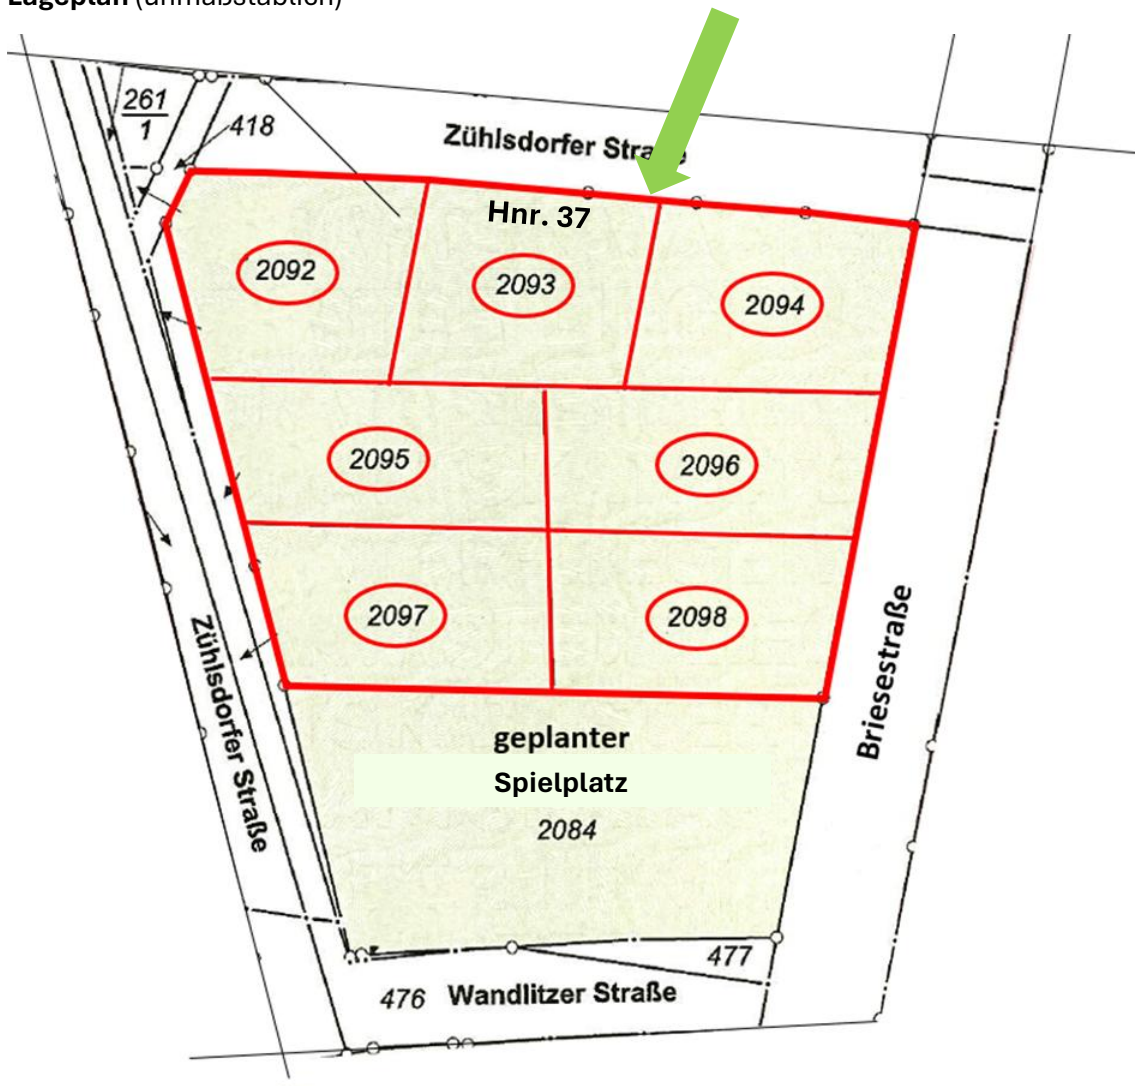 Lageplan (unmaßstäblich)
261
1
418
Zühlsdorfer Straße
Hnr. 37
2092
2093
2094
2095
2096
2097
2098
Zühlsdorfer Straße
Briesestraße
geplanter
Spielplatz
2084
477
476 Wandlitzer Straße